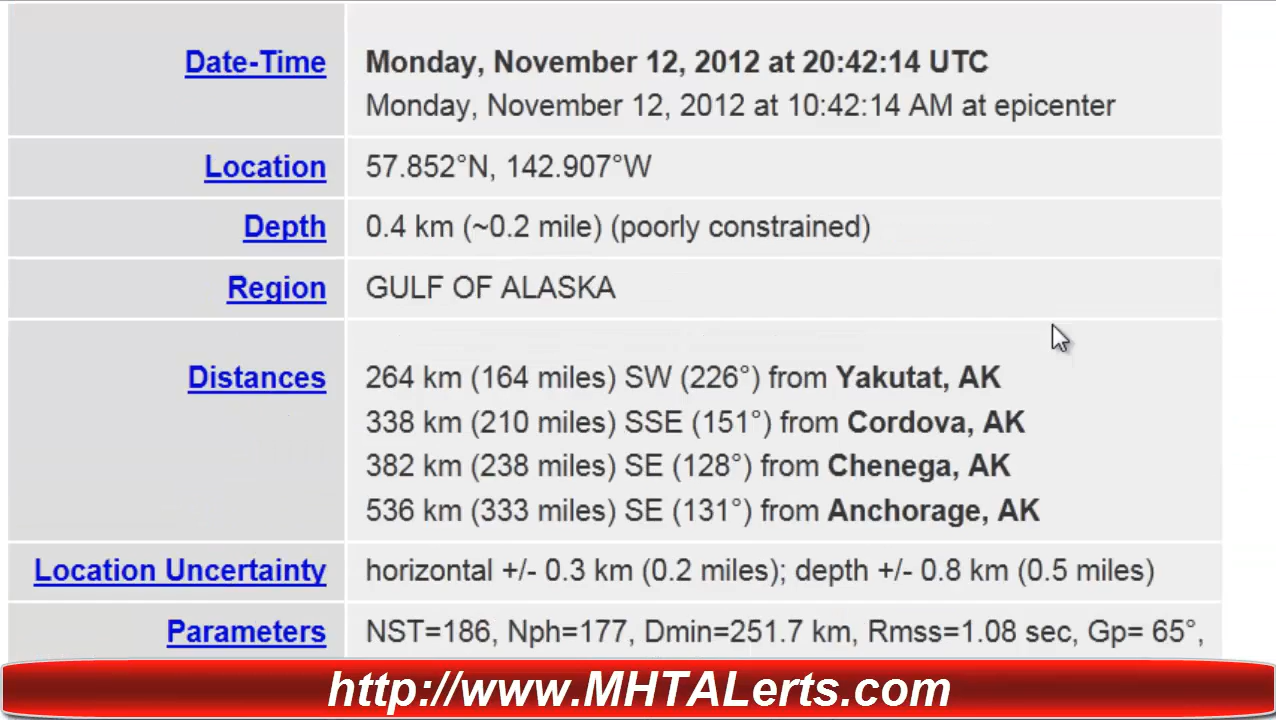 Date-Time
Monday, November 12, 2012 at 20:42:14 UTC
Monday, November 12, 2012 at 10:42:14 AM at epicenter
Location
57.852°N, 142.907°W
Depth
0.4 km (~0.2 mile) (poorly constrained)
Region
GULF OF ALASKA
Distances
264 km (164 miles) SW (226°) from Yakutat, AK
338 km (210 miles) SSE (151°) from Cordova, AK
382 km (238 miles) SE (128°) from Chenega, AK
536 km (333 miles) SE (131°) from Anchorage, AK
Location Uncertainty
horizontal +/- 0.3 km (0.2 miles); depth +/- 0.8 km (0.5 miles)
Parameters
NST=186, Nph=177, Dmin=251.7 km, Rmss=1.08 sec, Gp= 65°,
http://www.MHTALerts.com